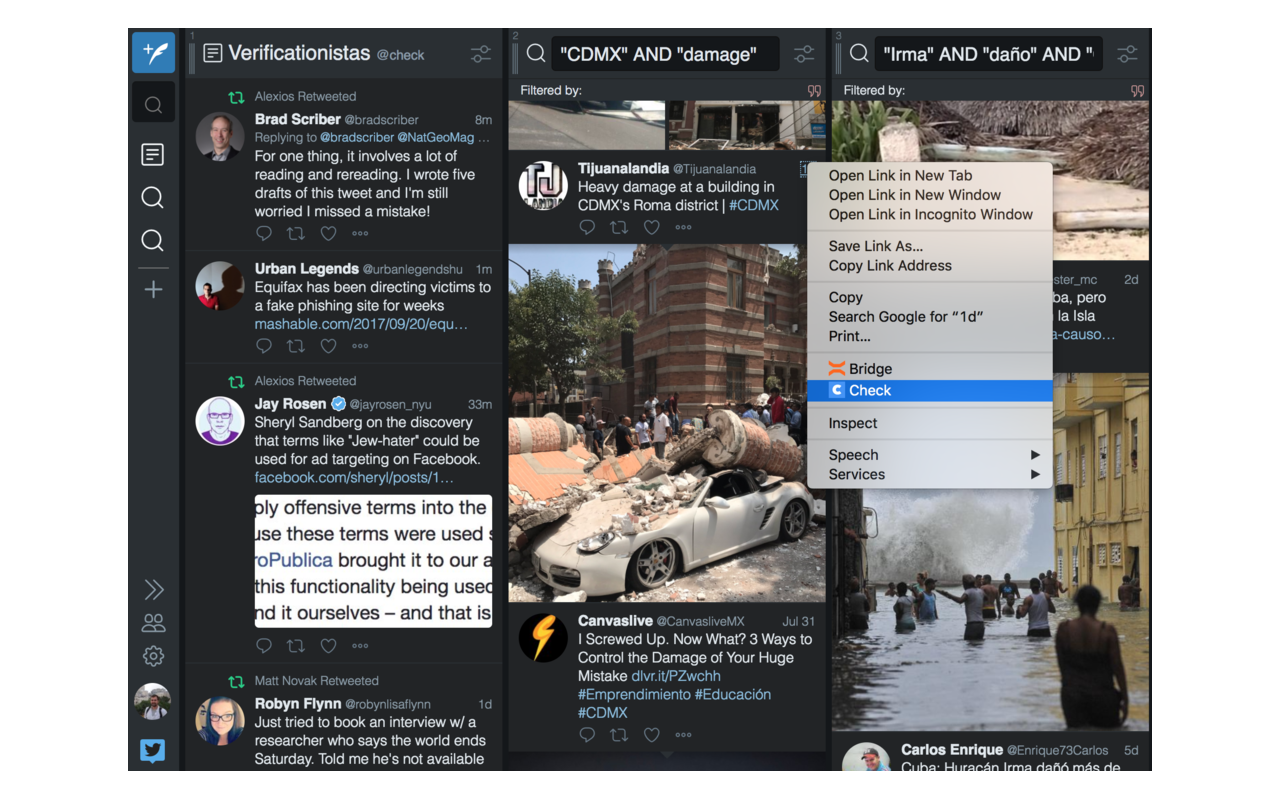 1
Verificationistas @check
Alexios Retweeted
Brad Scriber @bradscriber 8m
Replying to @bradscriber @NatGeoMag ...
For one thing, it involves a lot of
reading and rereading. I wrote five
drafts of this tweet and I'm still
worried I missed a mistake!
Urban Legends @urbanlegendshu 1m
Equifax has been directing victims to
a fake phishing site for weeks
mashable.com/2017/09/20/equ…
Alexios Retweeted
Jay Rosen @jayrosen_nyu 33m
Sheryl Sandberg on the discovery
that terms like "Jew-hater" could be
used for ad targeting on Facebook.
facebook.com/sheryl/posts/1…
ply offensive terms into the
use these terms were used s
roPublica brought it to our a
this functionality being used
nd it ourselves – and that is
Matt Novak Retweeted
Robyn Flynn @robynlisaflynn 1d
Just tried to book an interview w/ a
researcher who says the world ends
Saturday. Told me he's not available
2
"CDMX" AND "damage"
Filtered by:
TJ
Tijuanalandia @Tijuanalandia
Heavy damage at a building in
CDMX's Roma district | #CDMX
Canvaslive @CanvasliveMX Jul 31
I Screwed Up. Now What? 3 Ways to
Control the Damage of Your Huge
Mistake dlvr.it/PZwchh
#Emprendimiento #Educación
#CDMX
3
"Irma" AND "daño" AND "
Filtered by:
Open Link in New Tab
Open Link in New Window
Open Link in Incognito Window
Save Link As...
Copy Link Address
Copy
Search Google for “1d”
Print...
Bridge
C Check
Inspect
Speech
Services
ster_mc 2d
ba, pero
la Isla
a-causo…
Carlos Enrique @Enrique73Carlos 5d
Cuba: Huracán Irma dañó más de